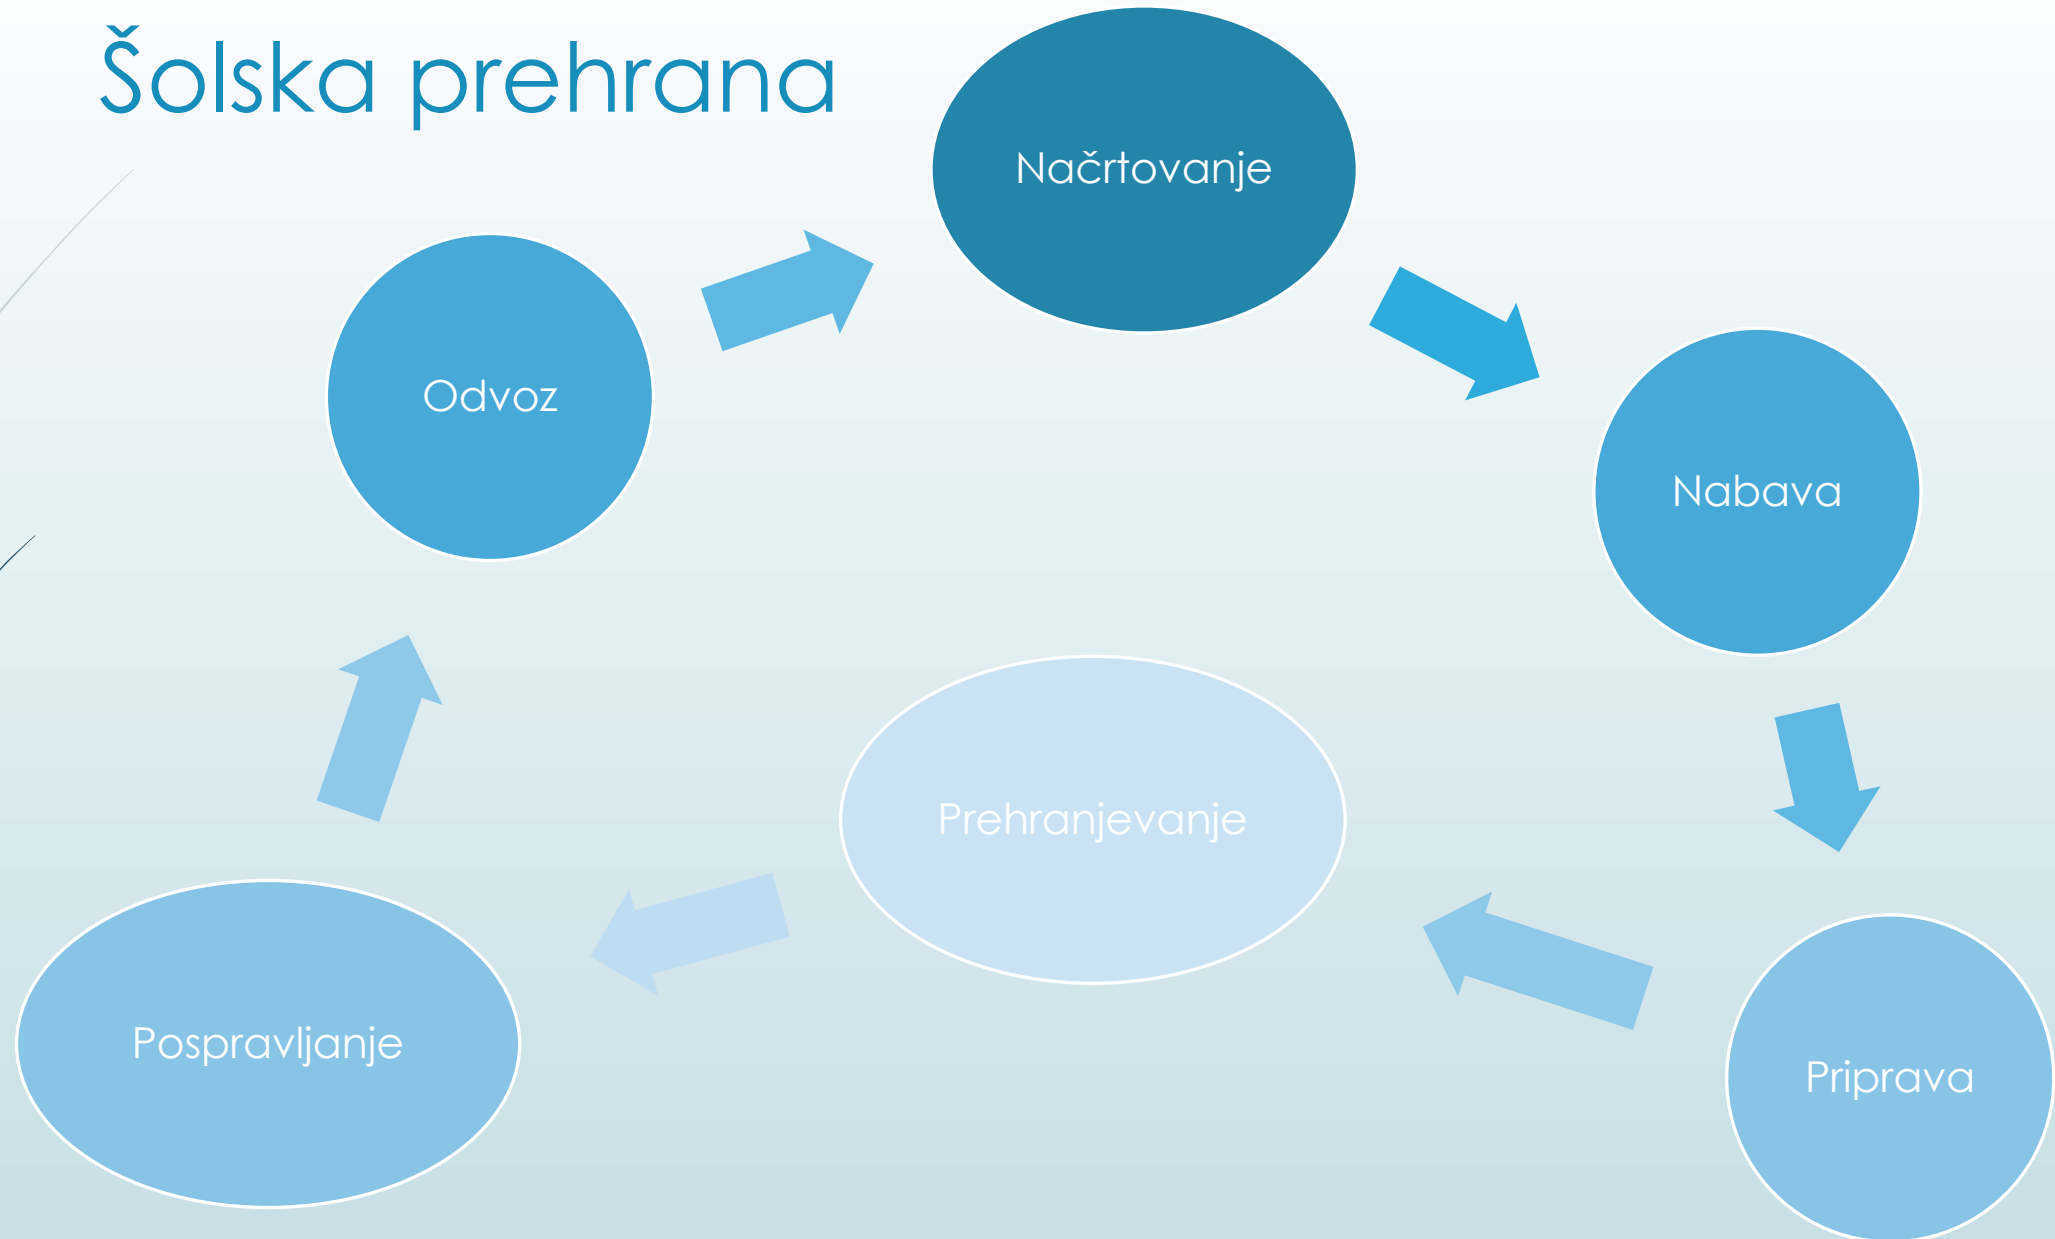 Šolska prehrana
Načrtovanje
Nabava
Priprava
Prehranjevanje
Pospravljanje
Odvoz